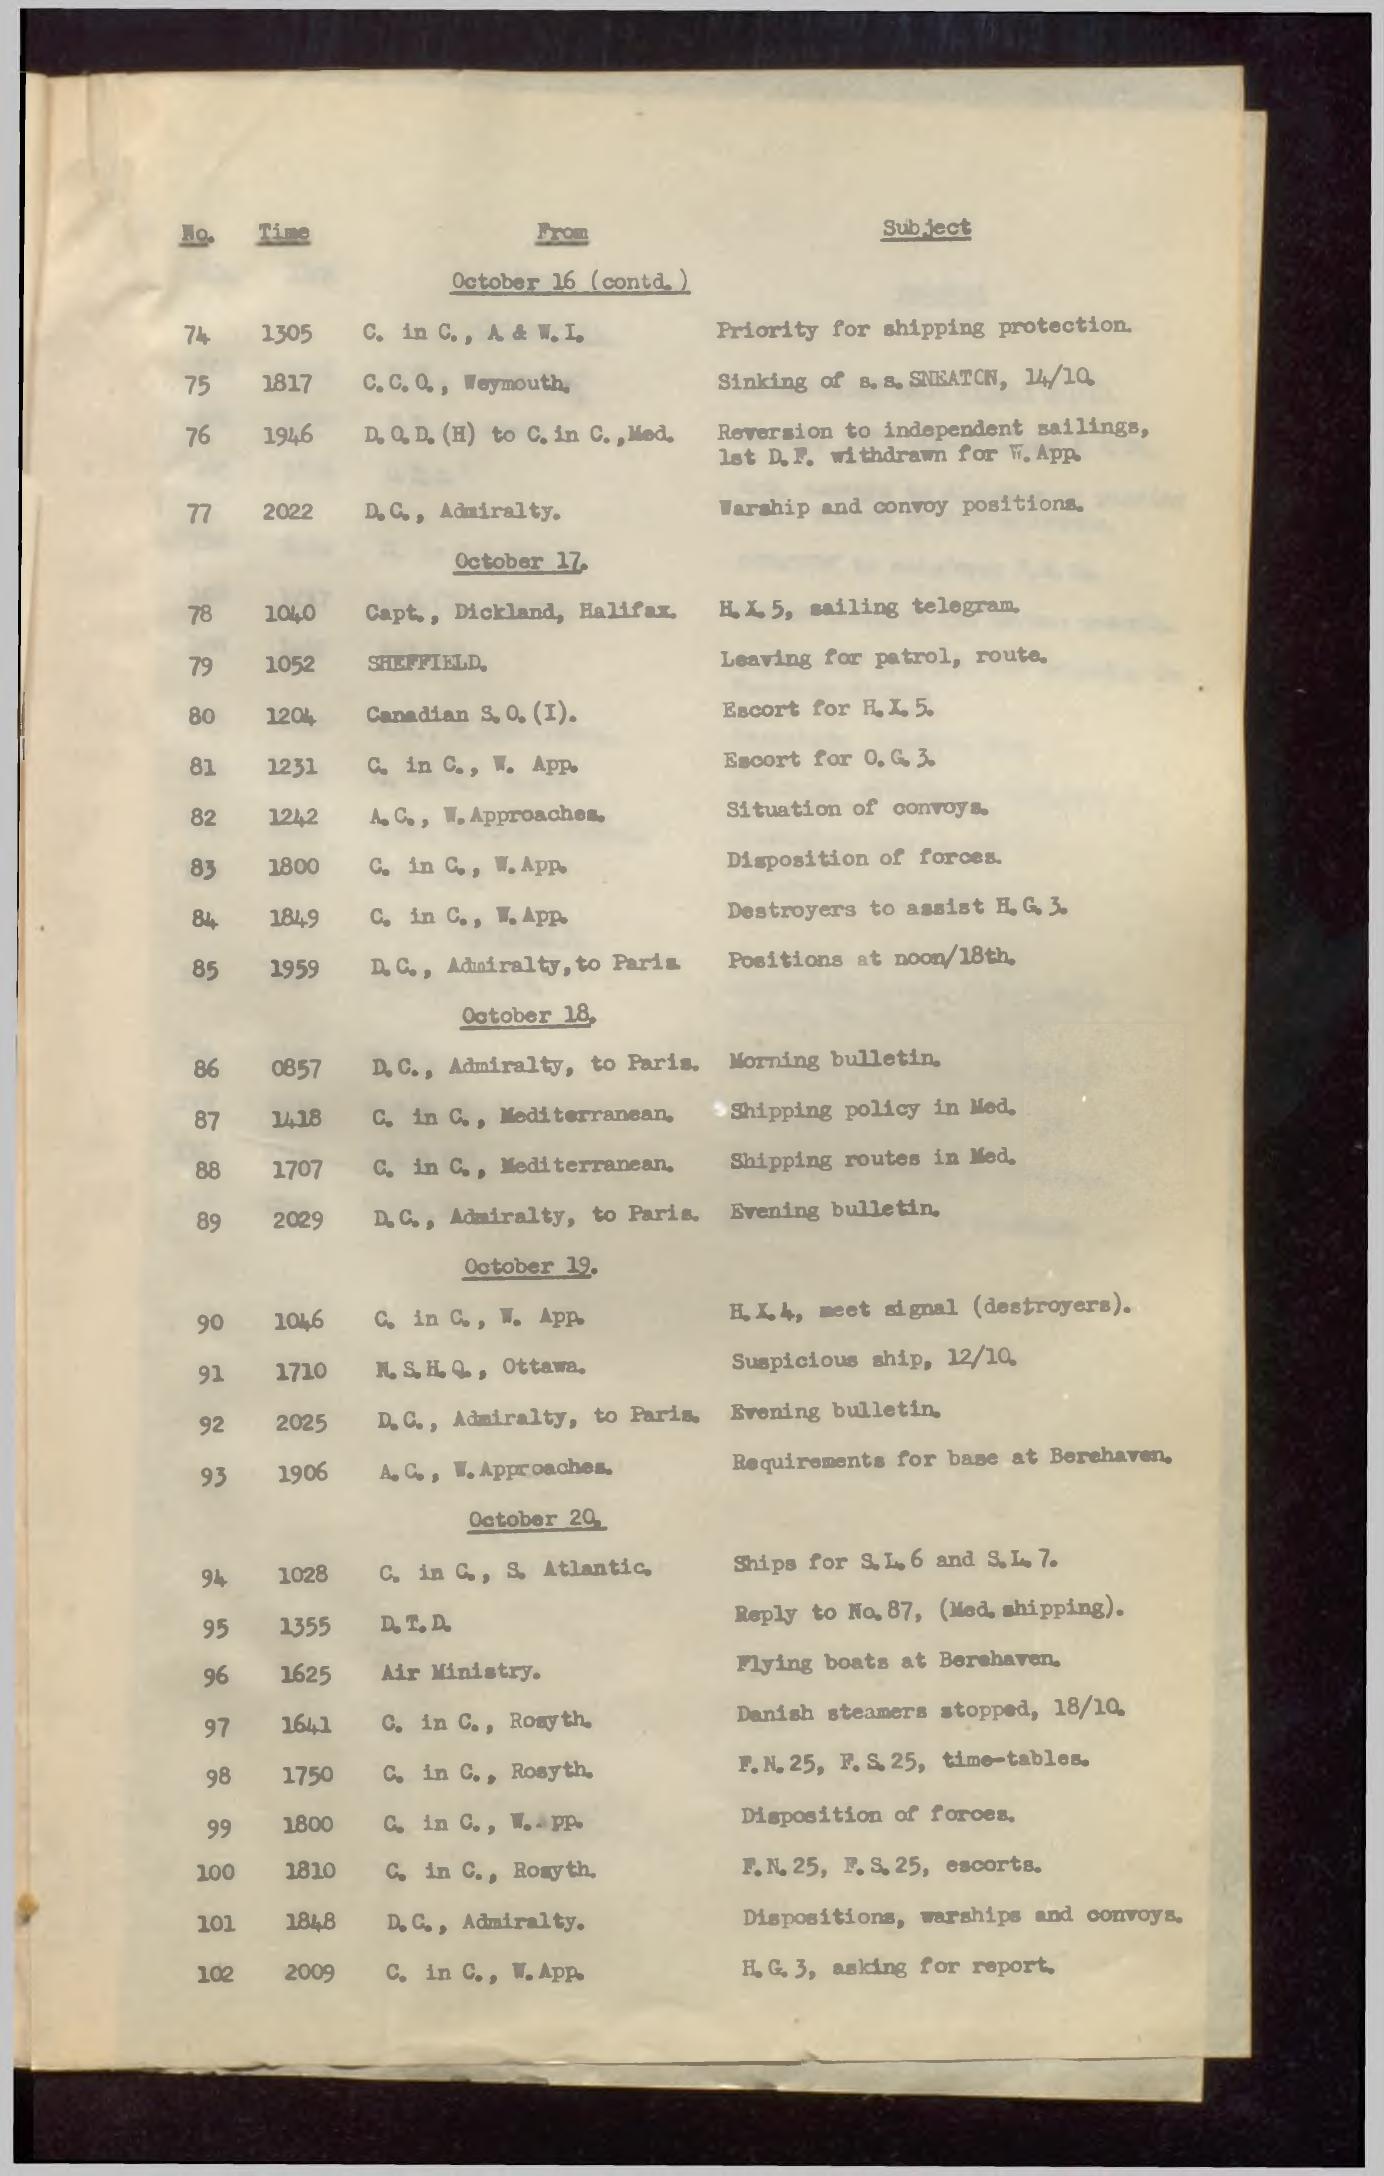 No. Time From Subject
October 16 (contd.)
74 1305 C. in C., A & W.I. Priority for shipping protection.
75 1817 C.C.O., Weymouth. Sinking of s.s.SNEATON, 14/10.
76 1946 D.O.D.(H) to C.in C.,Med. Reversion to independent sailings,
1st D.F. withdrawn for W.App.
77 2022 D.C., Admiralty. Warship and convoy positions.
October 17.
78 1040 Capt., Dickland, Halifax. H.X.5, sailing telegram.
79 1052 SHEFFIELD. Leaving for patrol, route.
80 1204 Canadian S.O.(I). Escort for H.X.5.
81 1231 C. in C., W. App. Escort for O.G.3.
82 1242 A.C., W.Approaches. Situation of convoys.
83 1800 C. in C., W.App. Disposition of forces.
84 1849 C. in C., W.App. Destroyers to assist H.G.3.
85 1959 D.C., Admiralty,to Paris Positions at noon/18th.
October 18.
86 0857 D.C., Admiralty, to Paris. Morning bulletin.
87 1418 C. in C., Mediterranean. Shipping policy in Med.
88 1707 C. in C., Mediterranean. Shipping routes in Med.
89 2029 D.C., Admiralty, to Paris. Evening bulletin.
October 19.
90 1046 C. in C., W. App. H.X.4, meet signal (destroyers).
91 1710 N.S.H.Q., Ottawa. Suspicious ship, 12/10.
92 2025 D.C., Admiralty, to Paris. Evening bulletin.
93 1906 A.C., W.Approaches. Requirements for base at Berehaven.
October 20.
94 1028 C. in C., S. Atlantic. Ships for S.L.6 and S.L.7.
95 1355 D.T.D. Reply to No.87, (Med.shipping).
96 1625 Air Ministry. Flying boats at Berehaven.
97 1641 C. in C., Rosyth. Danish steamers stopped, 18/10.
98 1750 C. in C., Rosyth. F.N.25, F.S.25, time-tables.
99 1800 C. in C., W. pp. Disposition of forces.
100 1810 C. in C., Rosyth. F.N.25, F.S.25, escorts.
101 1848 D.C., Admiralty. Dispositions, warships and convoys.
102 2009 C. in C., W.App. H.G.3, asking for report.